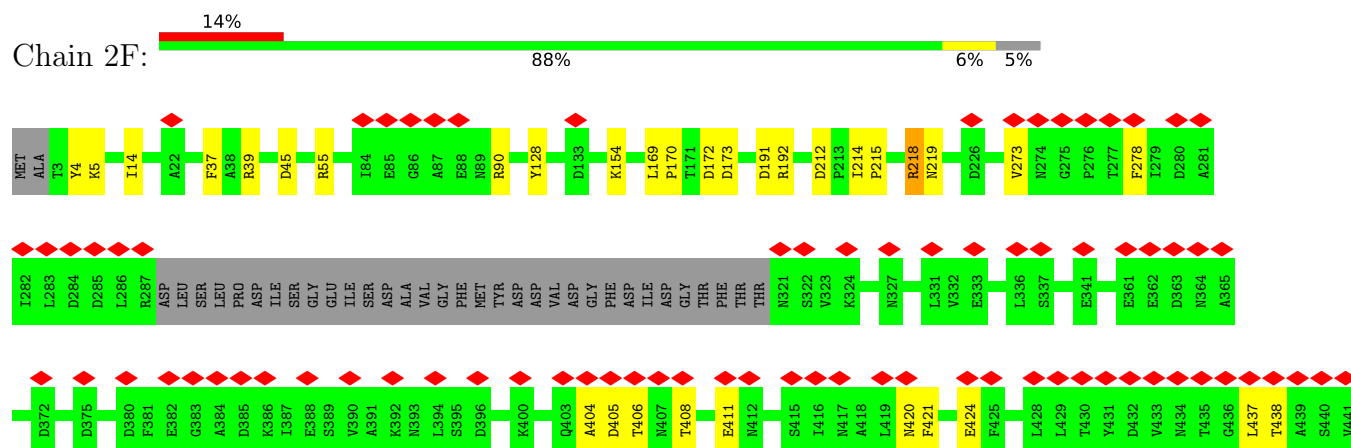 14%
Chain 2F:
88% 6% 5%
MET ALA T3 Y4 K5 I14 A22 F37 A38 R39 D45 R55 I84 E85 G86 A87 E88 N89 R90 Y128 D133 K154 L169 P170 T171 D172 D173 D191 R192 D212 P213 I214 P215 R218 N219 D226 V273 N274 G275 P276 T277 F278 I279 D280 A281
I282 L283 D284 D285 L286 R287 ASP LEU SER LEU PRO ASP ILE SER GLY GLU ILE SER ASP ALA VAL GLY PHE MET TYR ASP ASP VAL ASP GLY PHE ASP ILE ASP GLY THR PHE THR THR N321 S322 V323 K324 N327 L331 V332 E333 L336 S337 E341 E361 E362 D363 N364 A365
D372 D375 D380 F381 E382 G383 A384 D385 K386 I387 E388 S389 V390 A391 K392 N393 L394 S395 D396 K400 Q403 A404 D405 T406 N407 T408 E411 N412 S415 I416 N417 A418 L419 N420 F421 E424 F425 L428 L429 T430 Y431 D432 V433 N434 T435 G436 L437 T438 A439 S440 V441